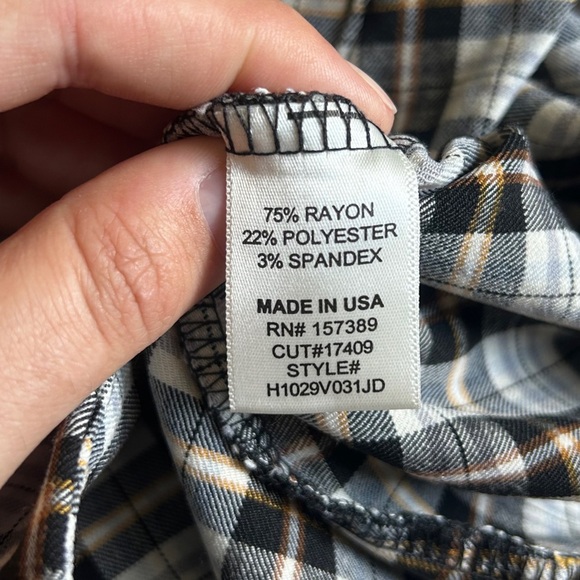 75% RAYON
22% POLYESTER
3% SPANDEX
MADE IN USA
RN# 157389
CUT#17409
STYLE#
H1029V031JD